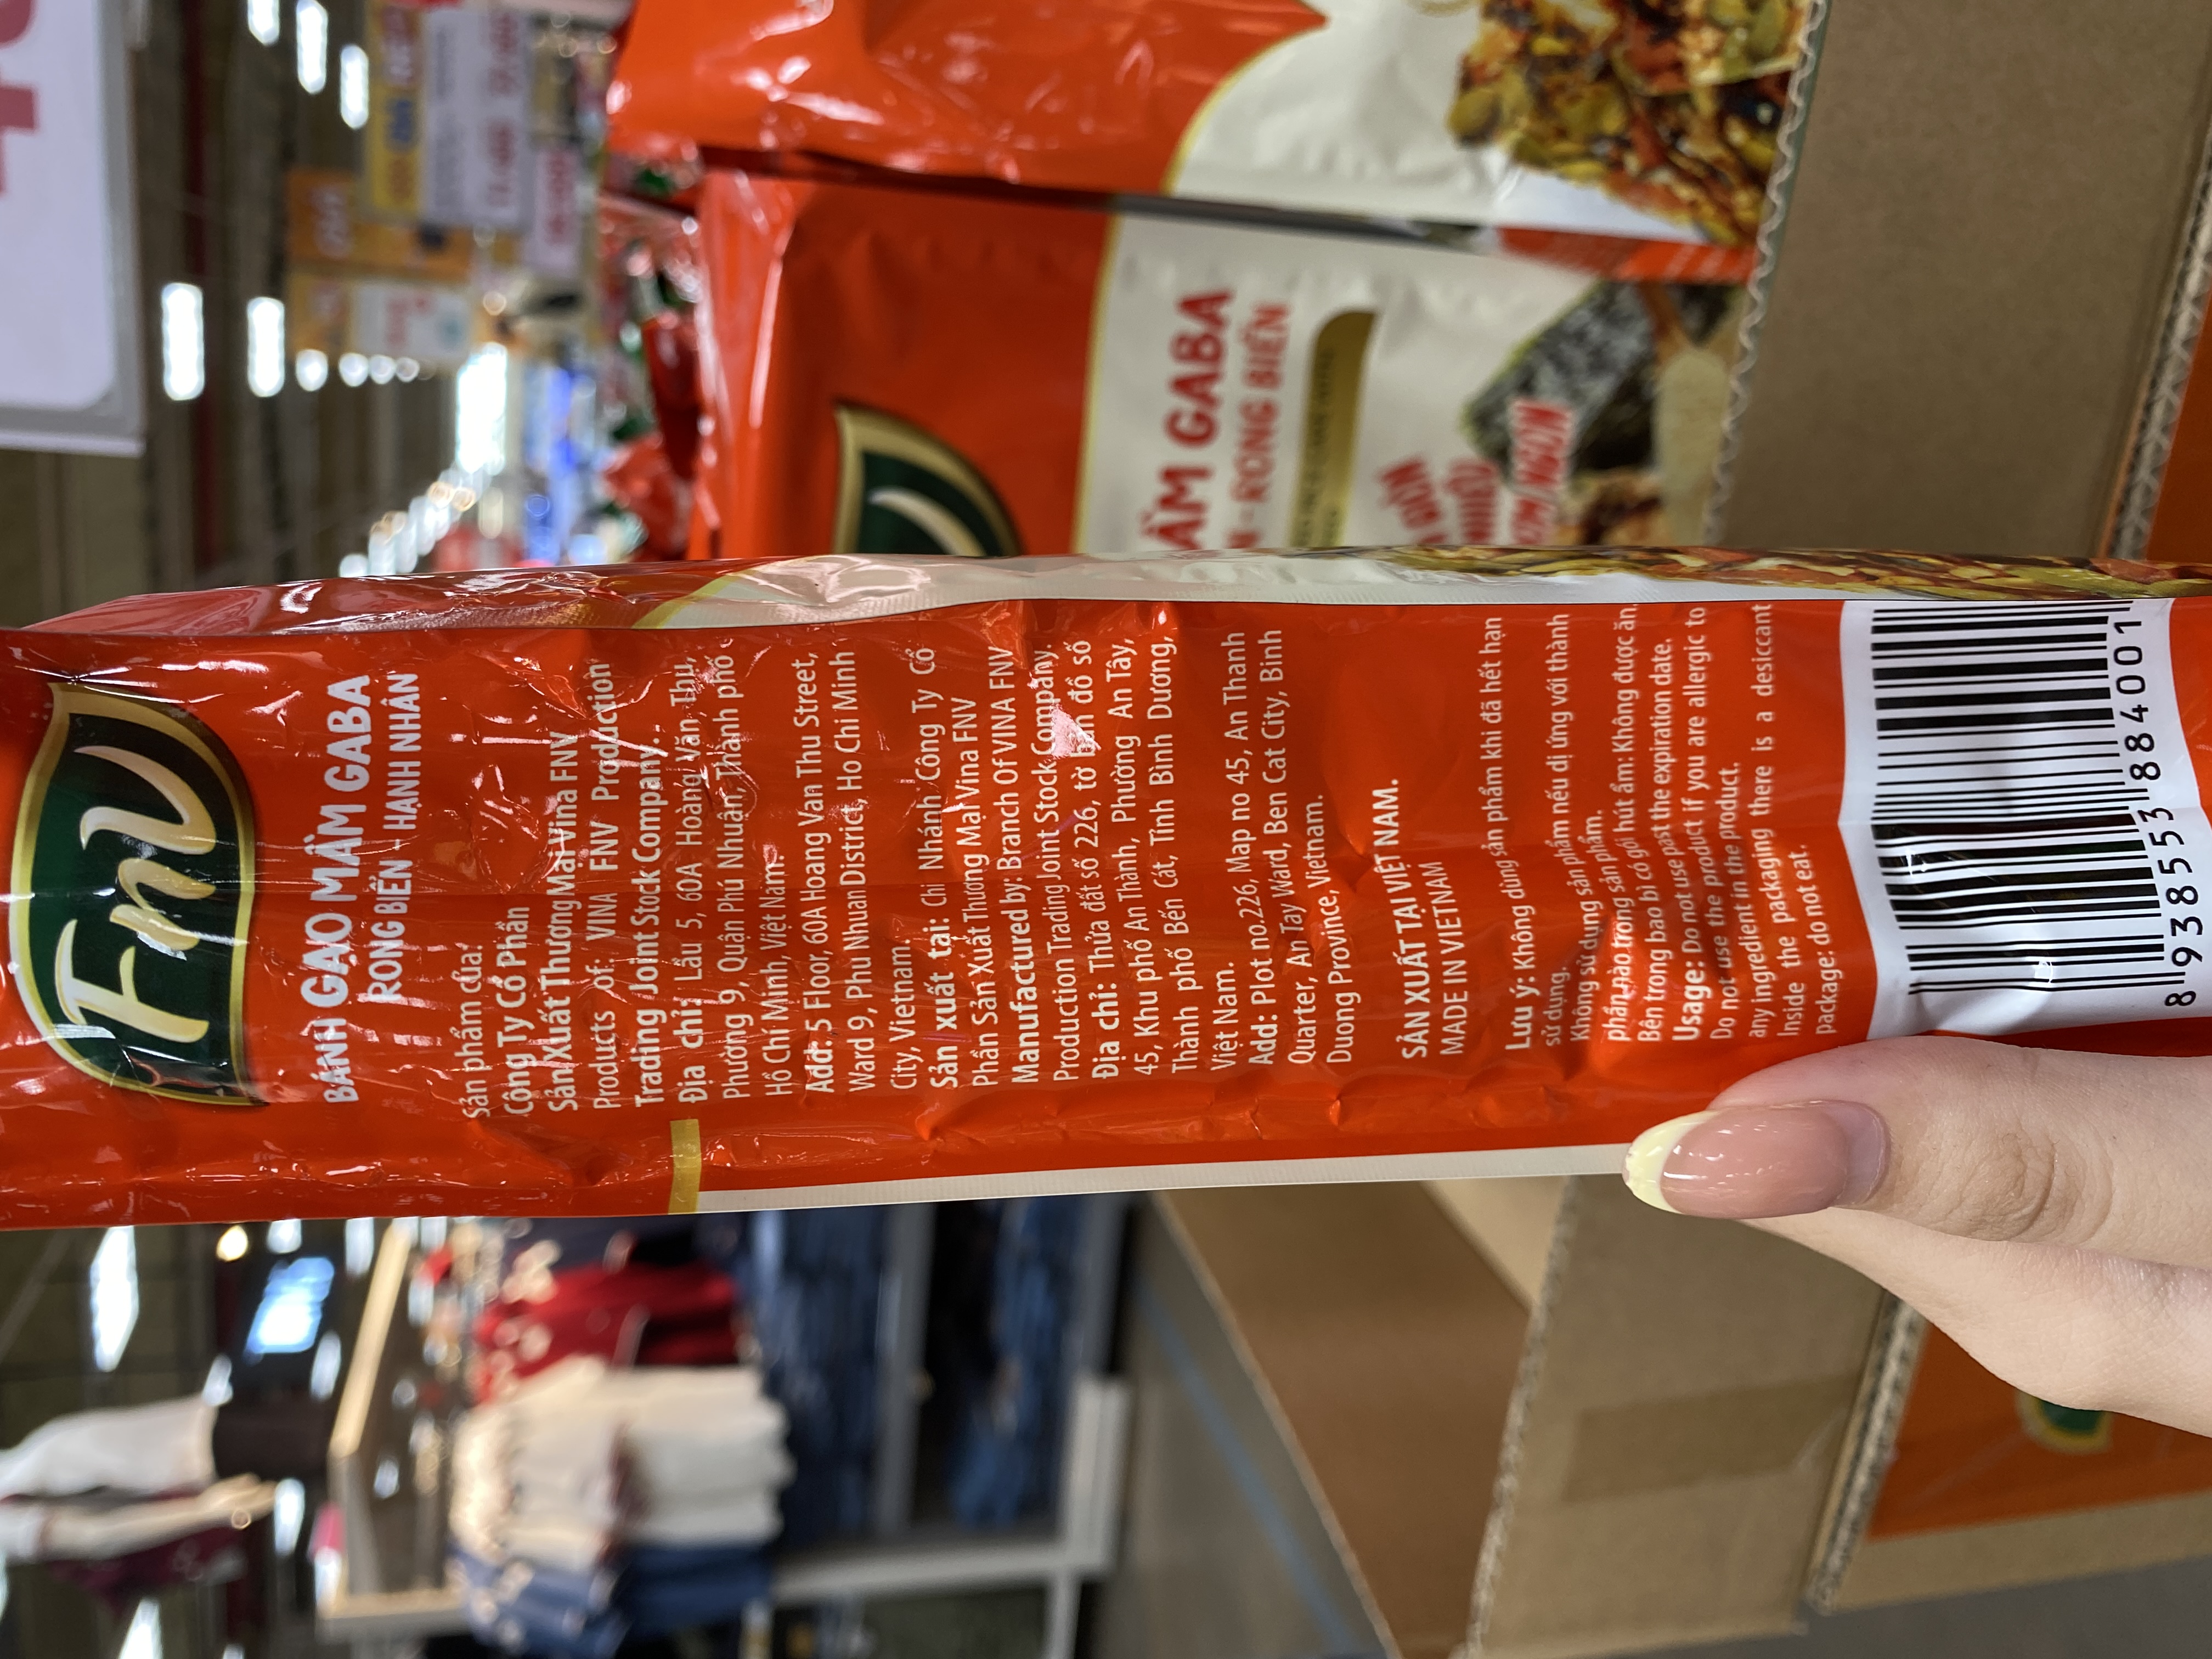 FnV
BÁNH GẠO MẦM GABA
RONG BIỂN - HẠNH NHÂN
Sản phẩm của:
Công Ty Cổ Phần
Sản Xuất Thương Mại Vina FNV
Products of: VINA FNV Production
Trading Joint Stock Company.
Địa chỉ: Lầu 5, 60A Hoàng Văn Thụ,
Phường 9, Quận Phú Nhuận, Thành phố
Hồ Chí Minh, Việt Nam.
Add: 5 Floor, 60A Hoang Van Thu Street,
Ward 9, Phu Nhuan District, Ho Chi Minh
City, Vietnam.
Sản xuất tại: Chi Nhánh Công Ty Cổ
Phần Sản Xuất Thương Mại Vina FNV
Manufactured by: Branch Of VINA FNV
Production Trading Joint Stock Company.
Địa chỉ: Thửa đất số 226, tờ bản đồ số
45, Khu phố An Thành, Phường An Tây,
Thành phố Bến Cát, Tỉnh Bình Dương,
Việt Nam.
Add: Plot no.226, Map no 45, An Thanh
Quarter, An Tay Ward, Ben Cat City, Binh
Duong Province, Vietnam.
SẢN XUẤT TẠI VIỆT NAM.
MADE IN VIETNAM
Lưu ý: Không dùng sản phẩm khi đã hết hạn
sử dụng.
Không sử dụng sản phẩm nếu dị ứng với thành
phần nào trong sản phẩm.
Bên trong bao bì có gói hút ẩm: Không được ăn.
Usage: Do not use past the expiration date.
Do not use the product if you are allergic to
any ingredient in the product.
Inside the packaging there is a desiccant
package: do not eat.
8 938553 884001
ẦM GABA
- RONG BIỂN
NGON